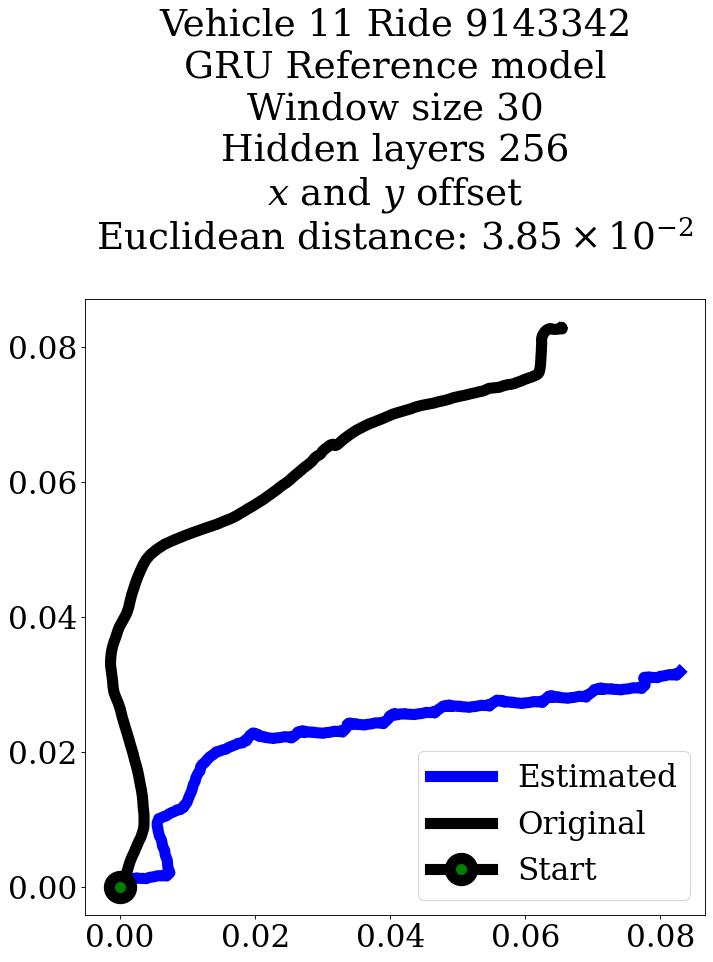 Vehicle 11 Ride 9143342
GRU Reference model
Window size 30
Hidden layers 256
x and y offset
Euclidean distance: 3.85 × 10⁻²
0.08
0.06
0.04
0.02
0.00
Estimated
Original
Start
0.00 0.02 0.04 0.06 0.08